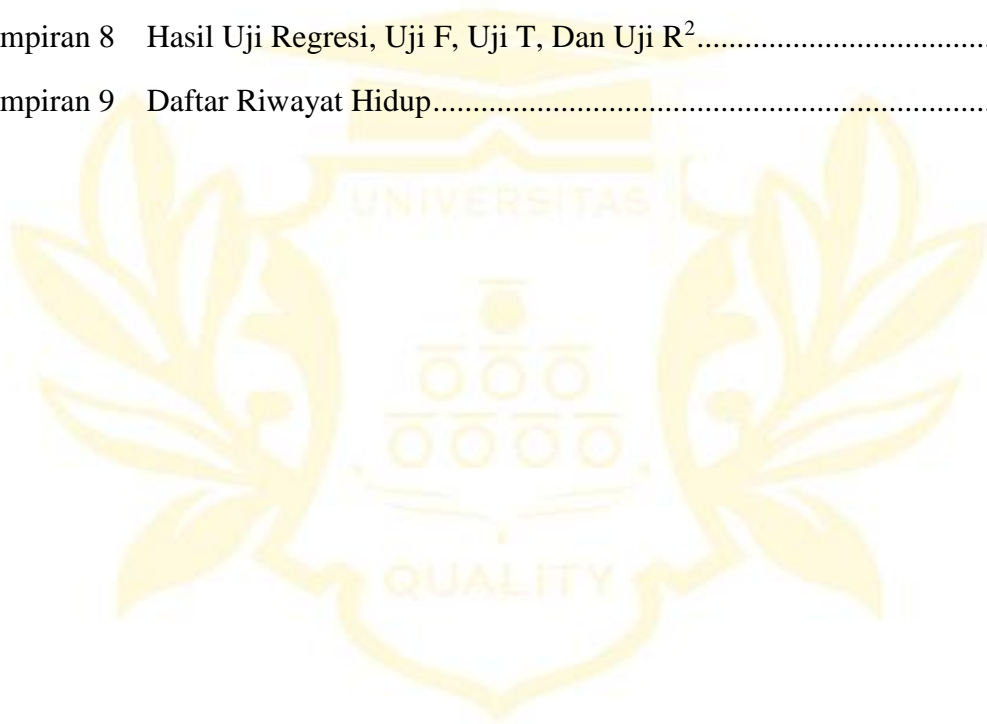 mpiran 8 Hasil Uji Regresi, Uji F, Uji T, Dan Uji R²....................................
mpiran 9 Daftar Riwayat Hidup.......................................................................
UNIVERSITAS
QUALITY